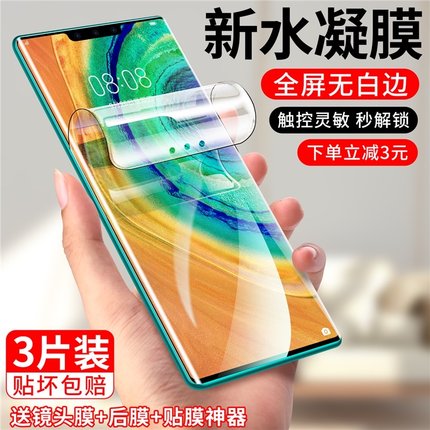 新水凝膜
全屏无白边
触控灵敏 秒解锁
下单立减3元
08:08
3片装
贴坏包赔
送镜头膜+后膜+贴膜神器